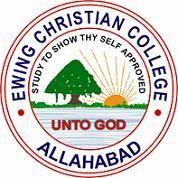 EWING CHRISTIAN COLLEGE
STUDY TO SHOW THY SELF APPROVED
UNTO GOD
ALLAHABAD